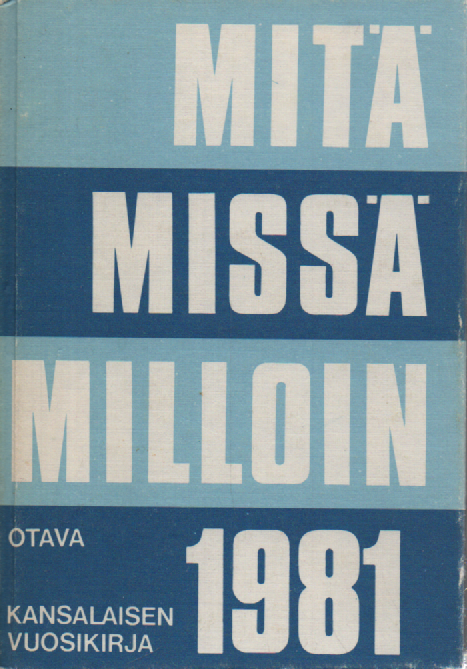 MITÄ
MISSÄ
MILLOIN
OTAVA
1981
KANSALAISEN
VUOSIKIRJA